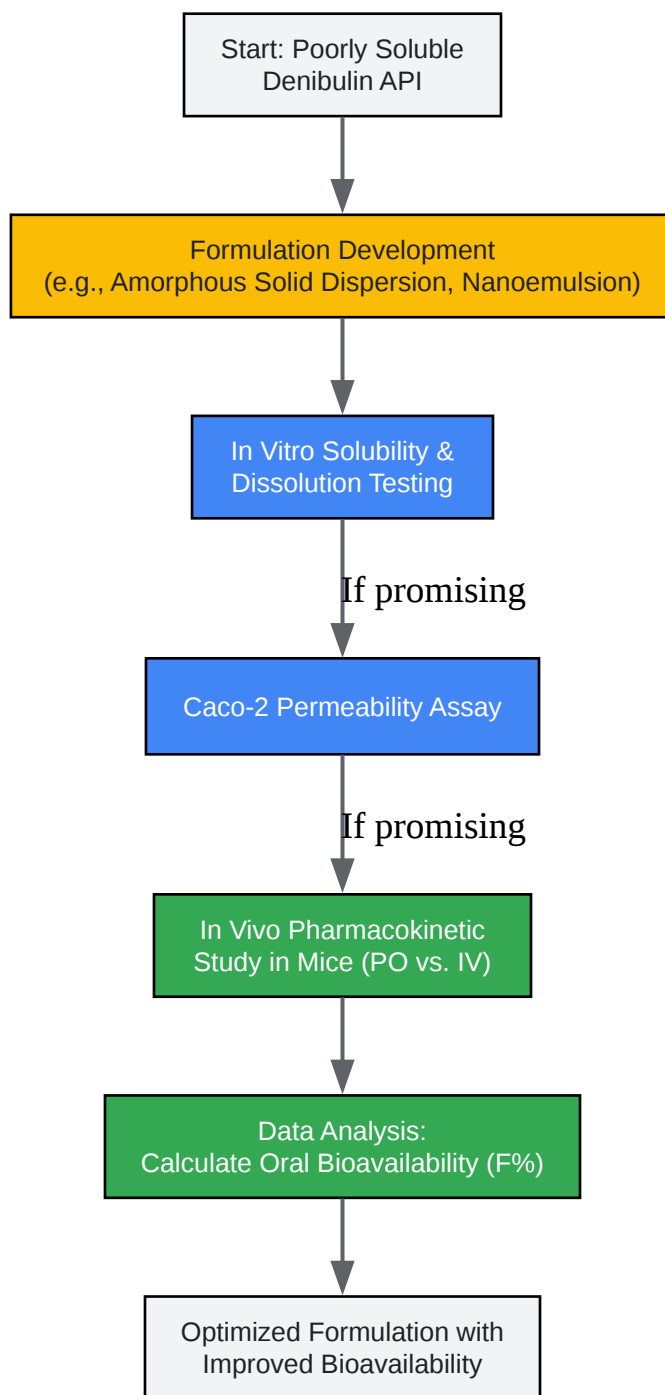 Start: Poorly Soluble
Denibulin API
Formulation Development
(e.g., Amorphous Solid Dispersion, Nanoemulsion)
In Vitro Solubility &
Dissolution Testing
If promising
Caco-2 Permeability Assay
If promising
In Vivo Pharmacokinetic
Study in Mice (PO vs. IV)
Data Analysis:
Calculate Oral Bioavailability (F%)
Optimized Formulation with
Improved Bioavailability